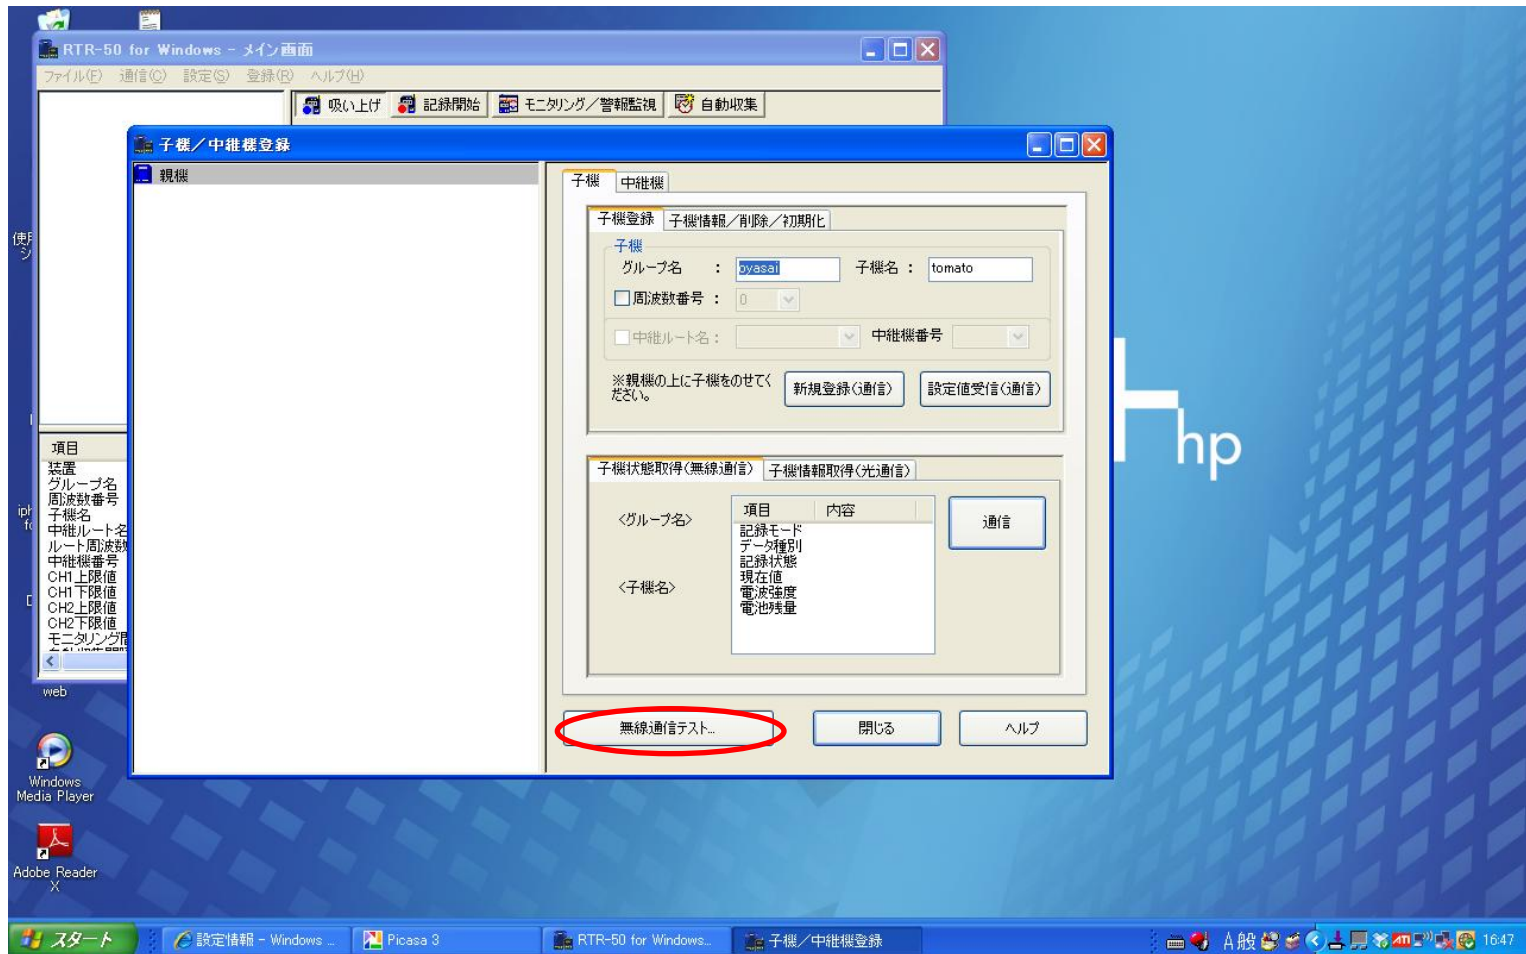 RTR-50 for Windows - メイン画面
ファイル(F) 通信(C) 設定(S) 登録(R) ヘルプ(H)
吸い上げ 記録開始 モニタリング／警報監視 自動収集
子機／中継機登録
親機
子機 中継機
子機登録 子機情報／削除／初期化
子機
グループ名 : oyasai 子機名 : tomato
周波数番号 : 0
中継ルート名 : 中継機番号
※親機の上に子機をのせてく
ださい。
新規登録(通信) 設定値受信(通信)
子機状態取得(無線通信) 子機情報取得(光通信)
<グループ名>
<子機名>
項目 内容
記録モード
データ種別
記録状態
現在値
電波強度
電池残量
通信
無線通信テスト... 閉じる ヘルプ
項目
装置
グループ名
周波数番号
子機名
中継ルート名
ルート周波数
中継機番号
CH1上限値
CH1下限値
CH2上限値
CH2下限値
モニタリング間
web
Windows
Media Player
Adobe Reader
X
hp
スタート 設定情報 - Windows ... Picasa 3 RTR-50 for Windows... 子機／中継機登録 A 般 16:47